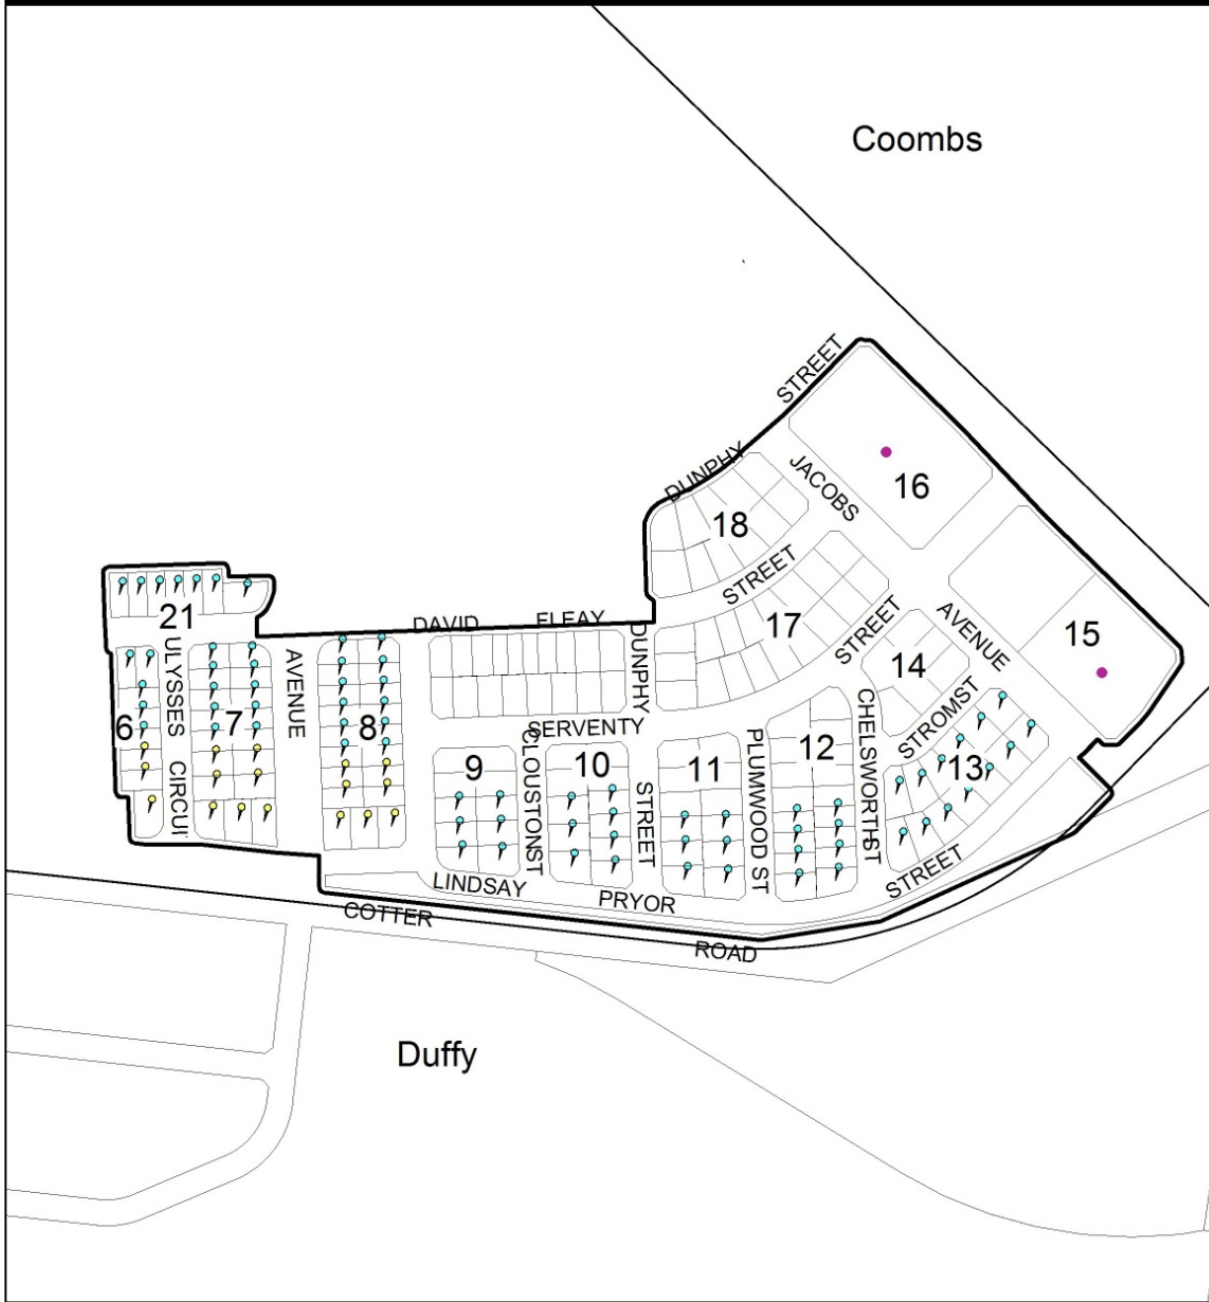 Coombs
STREET
DUNPHY
JACOBS
16
18
STREET
21
DAVID
FLEAY
DUNPHY
17
STREET
AVENUE
15
14
ULYSSES
AVENUE
6
7
8
SERVENTY
CHELSWORTH ST
STROMST
CIRCUI
9
CLOUSTONST
10
11
PLUMWOOD ST
12
13
STREET
LINDSAY
PRYOR
STREET
COTTER
ROAD
Duffy